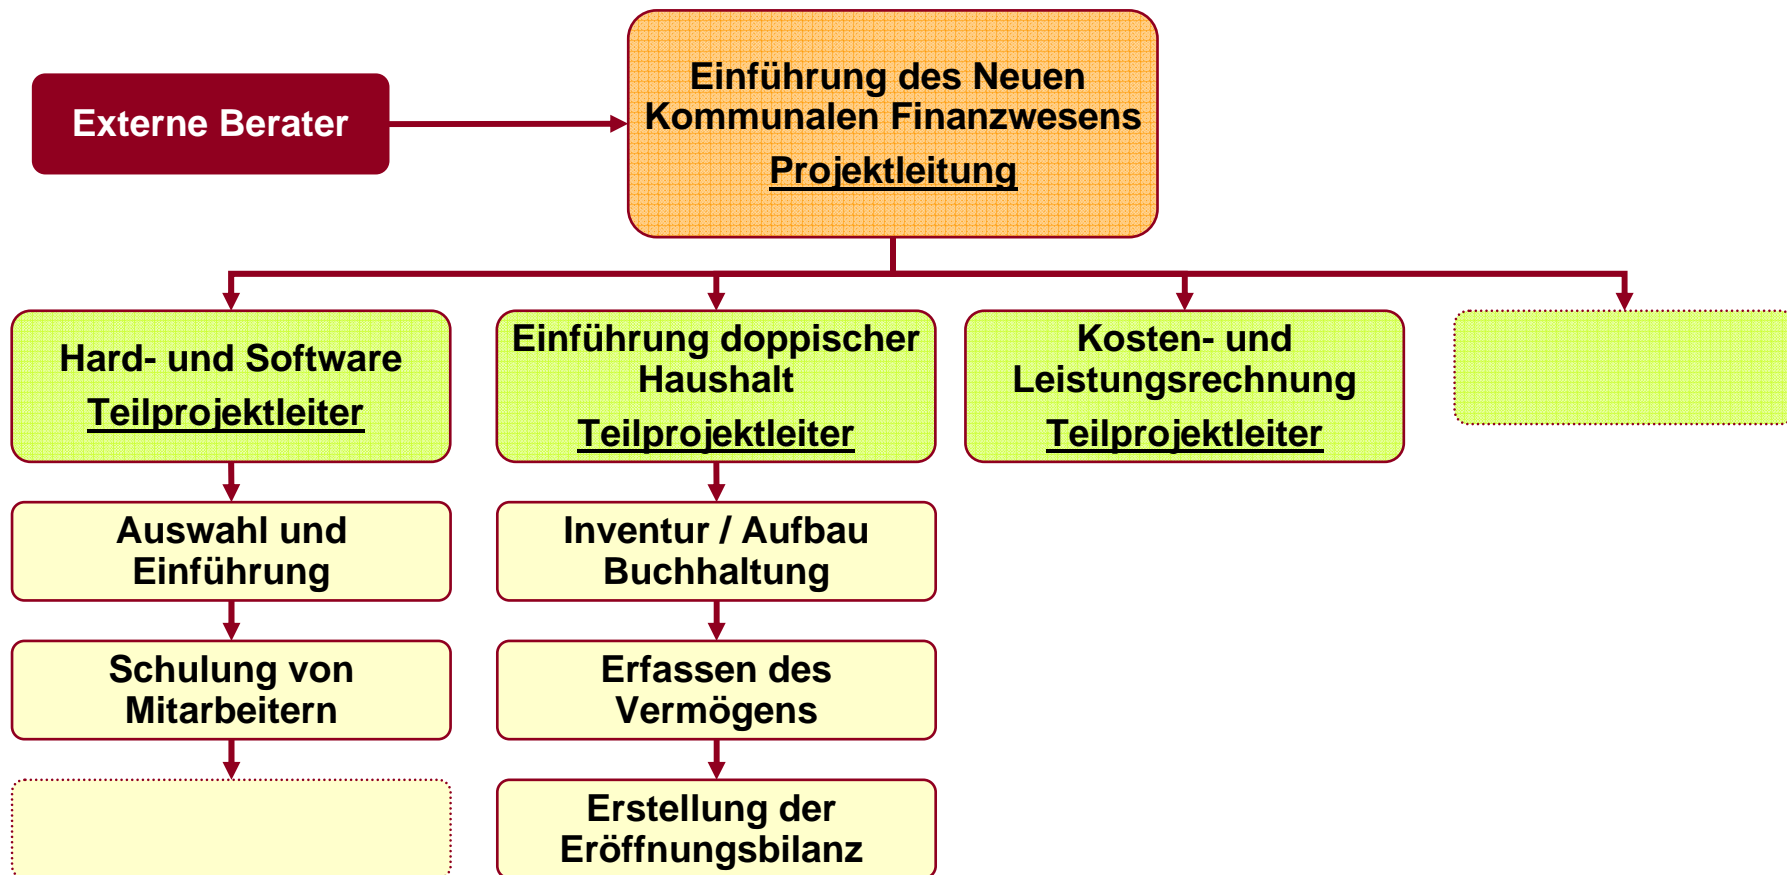 Externe Berater
Einführung des Neuen
Kommunalen Finanzwesens
Projektleitung
Hard- und Software
Teilprojektleiter
Einführung doppischer
Haushalt
Teilprojektleiter
Kosten- und
Leistungsrechnung
Teilprojektleiter
Auswahl und
Einführung
Inventur / Aufbau
Buchhaltung
Schulung von
Mitarbeitern
Erfassen des
Vermögens
Erstellung der
Eröffnungsbilanz